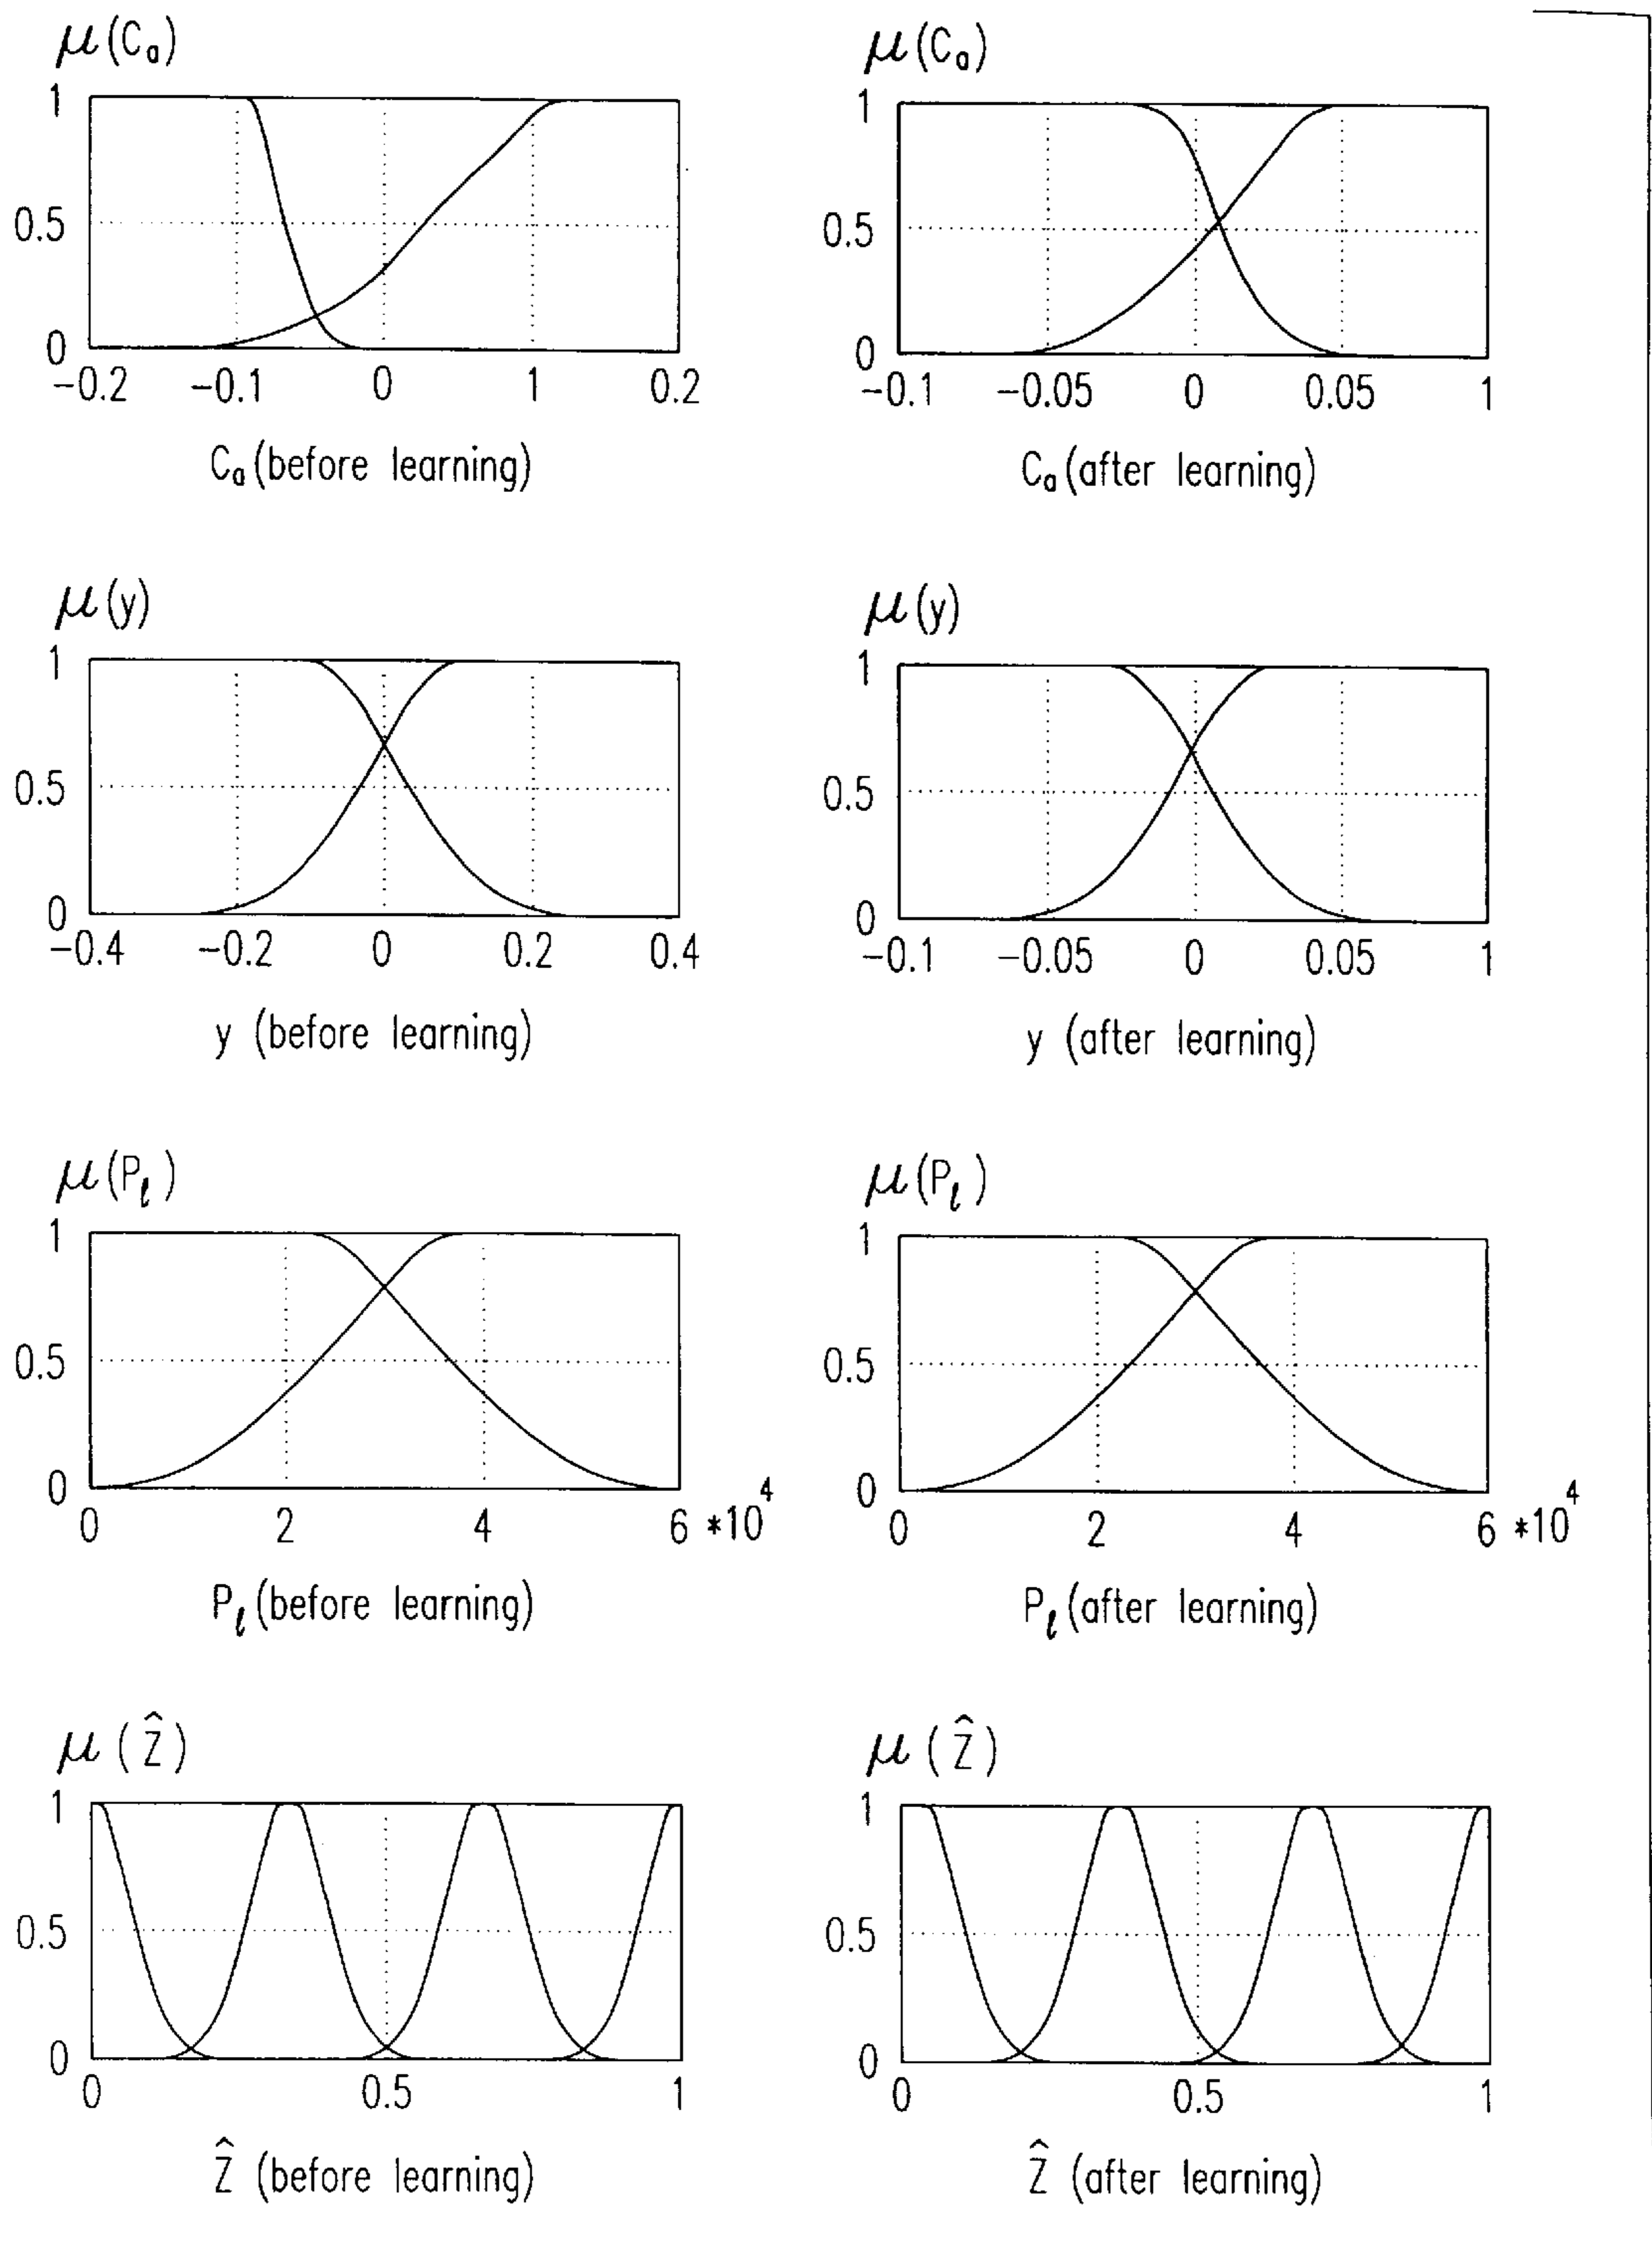 μ(Cₐ) μ(Cₐ)
1 1
0.5 0.5
0 0
−0.2 −0.1 0 1 0.2 −0.1 −0.05 0 0.05 1
Cₐ (before learning) Cₐ (after learning)
μ(y) μ(y)
1 1
0.5 0.5
0 0
−0.4 −0.2 0 0.2 0.4 −0.1 −0.05 0 0.05 1
y (before learning) y (after learning)
μ(Pₗ) μ(Pₗ)
1 1
0.5 0.5
0 0
0 2 4 6 *10⁴ 0 2 4 6 *10⁴
Pₗ (before learning) Pₗ (after learning)
μ(Ẑ) μ(Ẑ)
1 1
0.5 0.5
0 0
0 0.5 1 0 0.5 1
Ẑ (before learning) Ẑ (after learning)